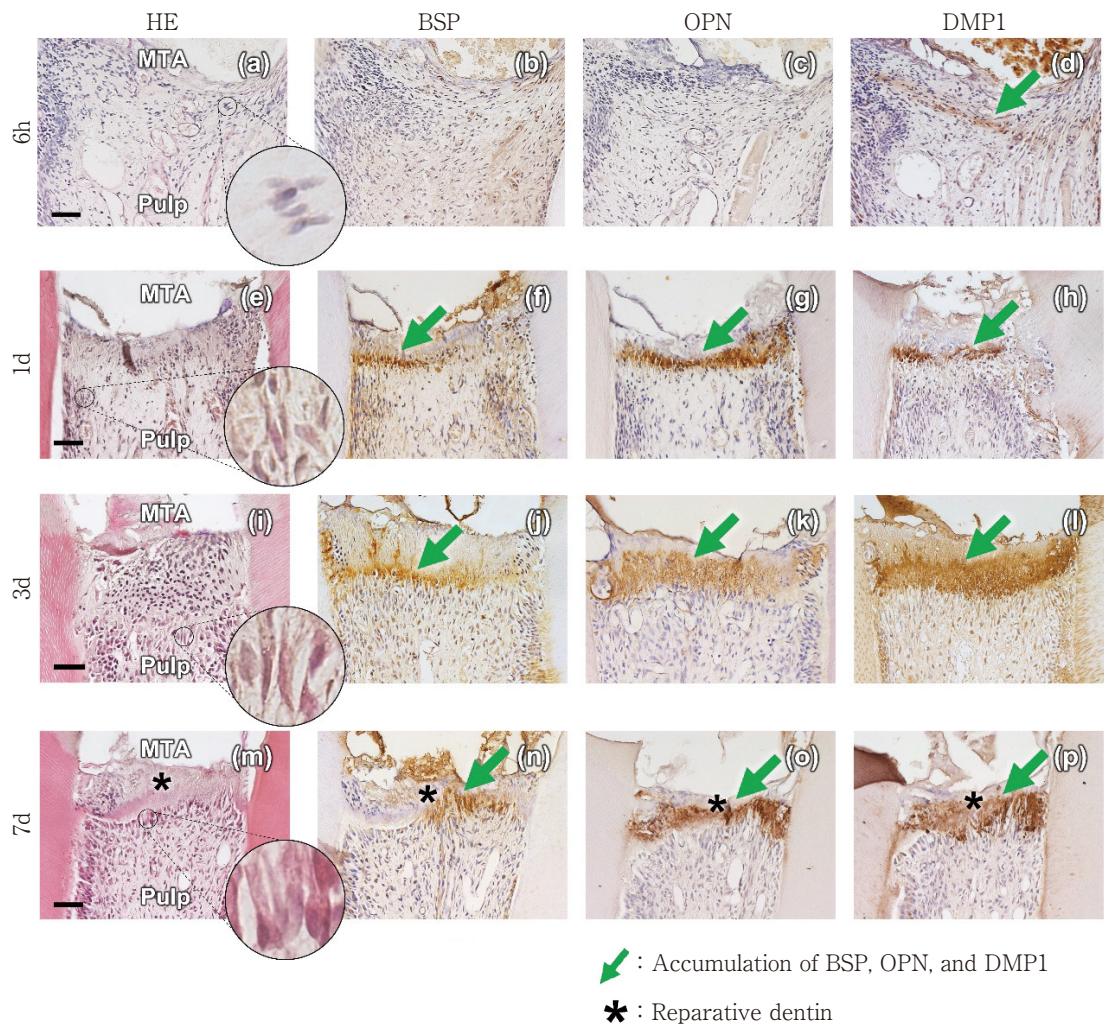 HE BSP OPN DMP1
6h
MTA (a) (b) (c) (d)
Pulp
1d
MTA (e) (f) (g) (h)
Pulp
3d
MTA (i) (j) (k) (l)
Pulp
7d
MTA (m) (n) (o) (p)
* * * *
Pulp
: Accumulation of BSP, OPN, and DMP1
* : Reparative dentin